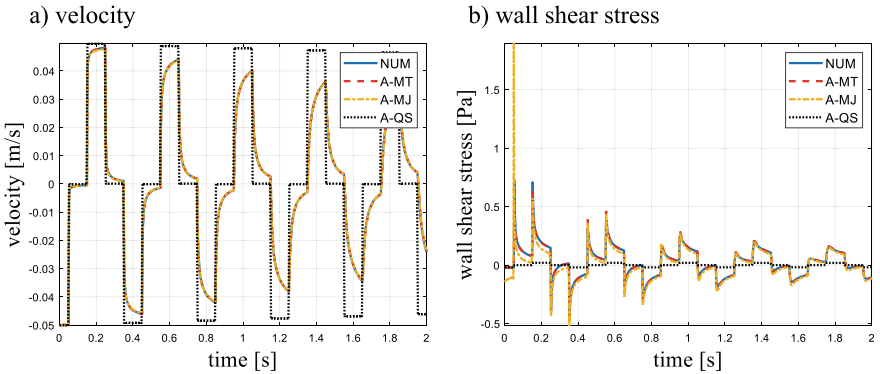 a) velocity
velocity [m/s]
0.04
0.03
0.02
0.01
0
-0.01
-0.02
-0.03
-0.04
-0.05
0 0.2 0.4 0.6 0.8 1 1.2 1.4 1.6 1.8 2
time [s]
NUM
A-MT
A-MJ
A-QS
b) wall shear stress
wall shear stress [Pa]
1.5
1
0.5
0
-0.5
0 0.2 0.4 0.6 0.8 1 1.2 1.4 1.6 1.8 2
time [s]
NUM
A-MT
A-MJ
A-QS